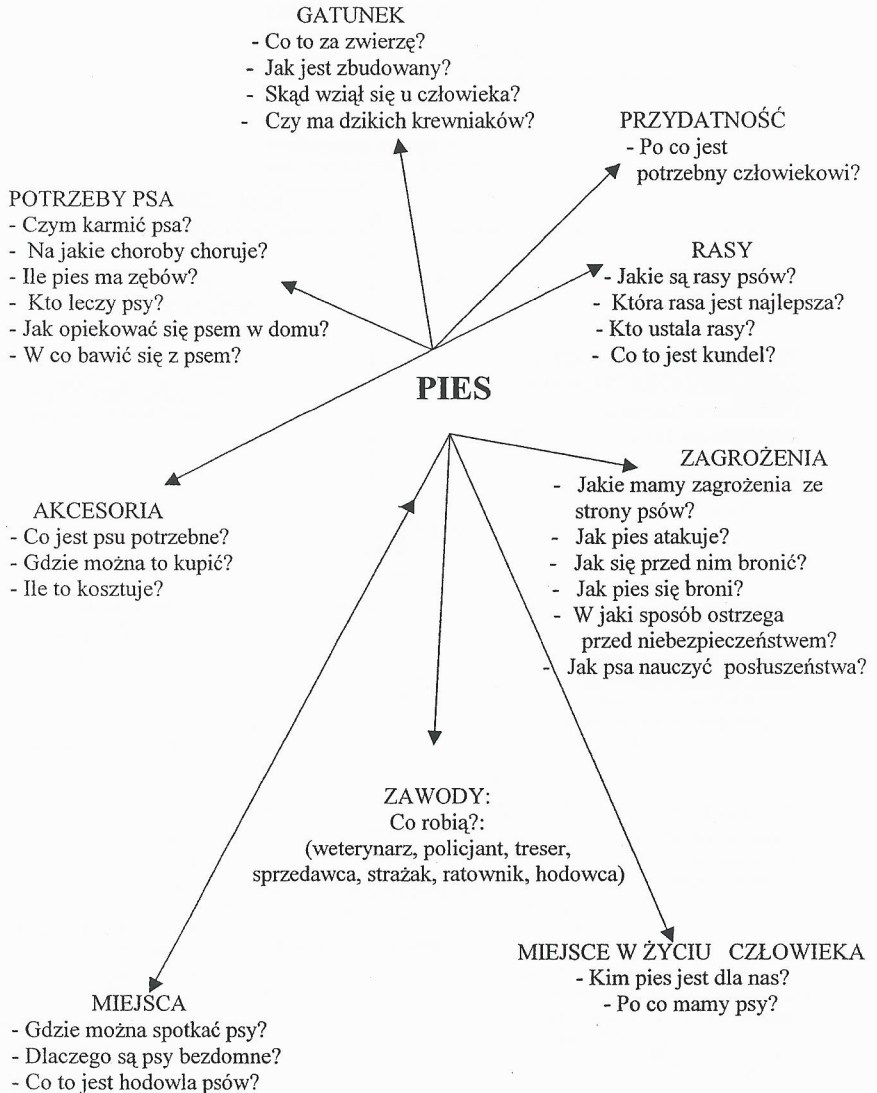 GATUNEK
- Co to za zwierzę?
- Jak jest zbudowany?
- Skąd wziął się u człowieka?
- Czy ma dzikich krewniaków?
PRZYDATNOŚĆ
- Po co jest
potrzebny człowiekowi?
POTRZEBY PSA
- Czym karmić psa?
- Na jakie choroby choruje?
- Ile pies ma zębów?
- Kto leczy psy?
- Jak opiekować się psem w domu?
- W co bawić się z psem?
RASY
- Jakie są rasy psów?
- Która rasa jest najlepsza?
- Kto ustala rasy?
- Co to jest kundel?
PIES
AKCESORIA
- Co jest psu potrzebne?
- Gdzie można to kupić?
- Ile to kosztuje?
ZAGROŻENIA
- Jakie mamy zagrożenia ze
strony psów?
- Jak pies atakuje?
- Jak się przed nim bronić?
- Jak pies się broni?
- W jaki sposób ostrzega
przed niebezpieczeństwem?
- Jak psa nauczyć posłuszeństwa?
ZAWODY:
Co robią?:
(weterynarz, policjant, treser,
sprzedawca, strażak, ratownik, hodowca)
MIEJSCE W ŻYCIU CZŁOWIEKA
- Kim pies jest dla nas?
- Po co mamy psy?
MIEJSCA
- Gdzie można spotkać psy?
- Dlaczego są psy bezdomne?
- Co to jest hodowla psów?